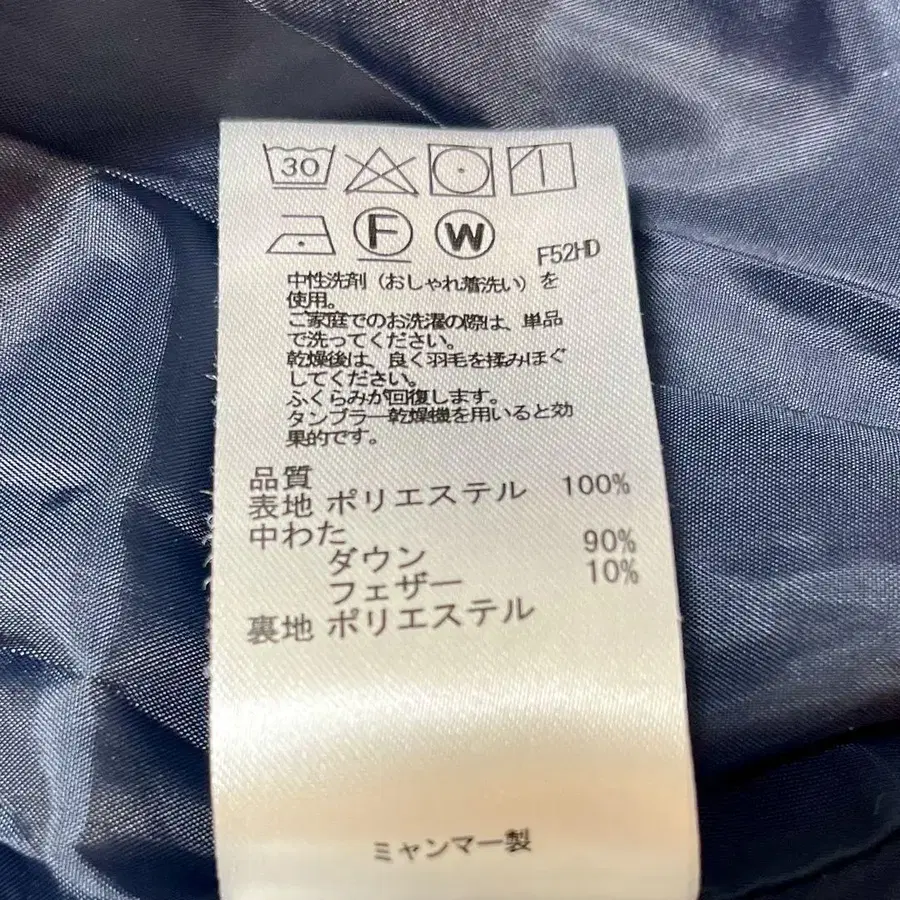 30
F W F52HD
中性洗剤（おしゃれ着洗い）を
使用。
ご家庭でのお洗濯の際は、単品
で洗ってください。
乾燥後は、良く羽毛を揉みほぐ
してください。
ふくらみが回復します。
タンブラー乾燥機を用いると効
果的です。
品質
表地 ポリエステル 100%
中わた
ダウン 90%
フェザー 10%
裏地 ポリエステル
ミャンマー製